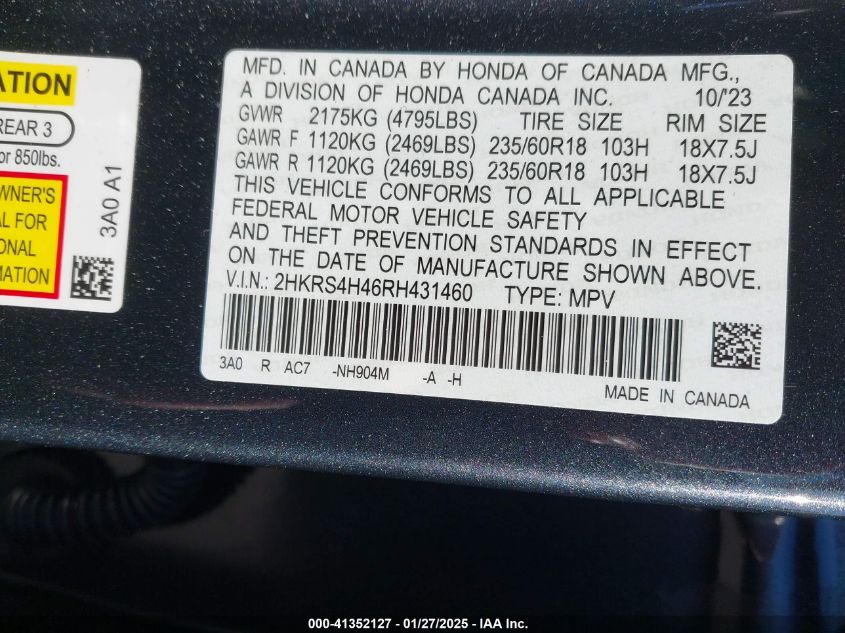 ATION
REAR 3
or 850lbs.
OWNER'S
AL FOR
ONAL
MATION
3A0 A1
MFD. IN CANADA BY HONDA OF CANADA MFG.,
A DIVISION OF HONDA CANADA INC. 10/'23
GVWR 2175KG (4795LBS) TIRE SIZE RIM SIZE
GAWR F 1120KG (2469LBS) 235/60R18 103H 18X7.5J
GAWR R 1120KG (2469LBS) 235/60R18 103H 18X7.5J
THIS VEHICLE CONFORMS TO ALL APPLICABLE
FEDERAL MOTOR VEHICLE SAFETY
AND THEFT PREVENTION STANDARDS IN EFFECT
ON THE DATE OF MANUFACTURE SHOWN ABOVE.
V.I.N.: 2HKRS4H46RH431460 TYPE: MPV
3A0 R AC7 -NH904M -A -H
MADE IN CANADA
000-41352127 - 01/27/2025 - IAA Inc.